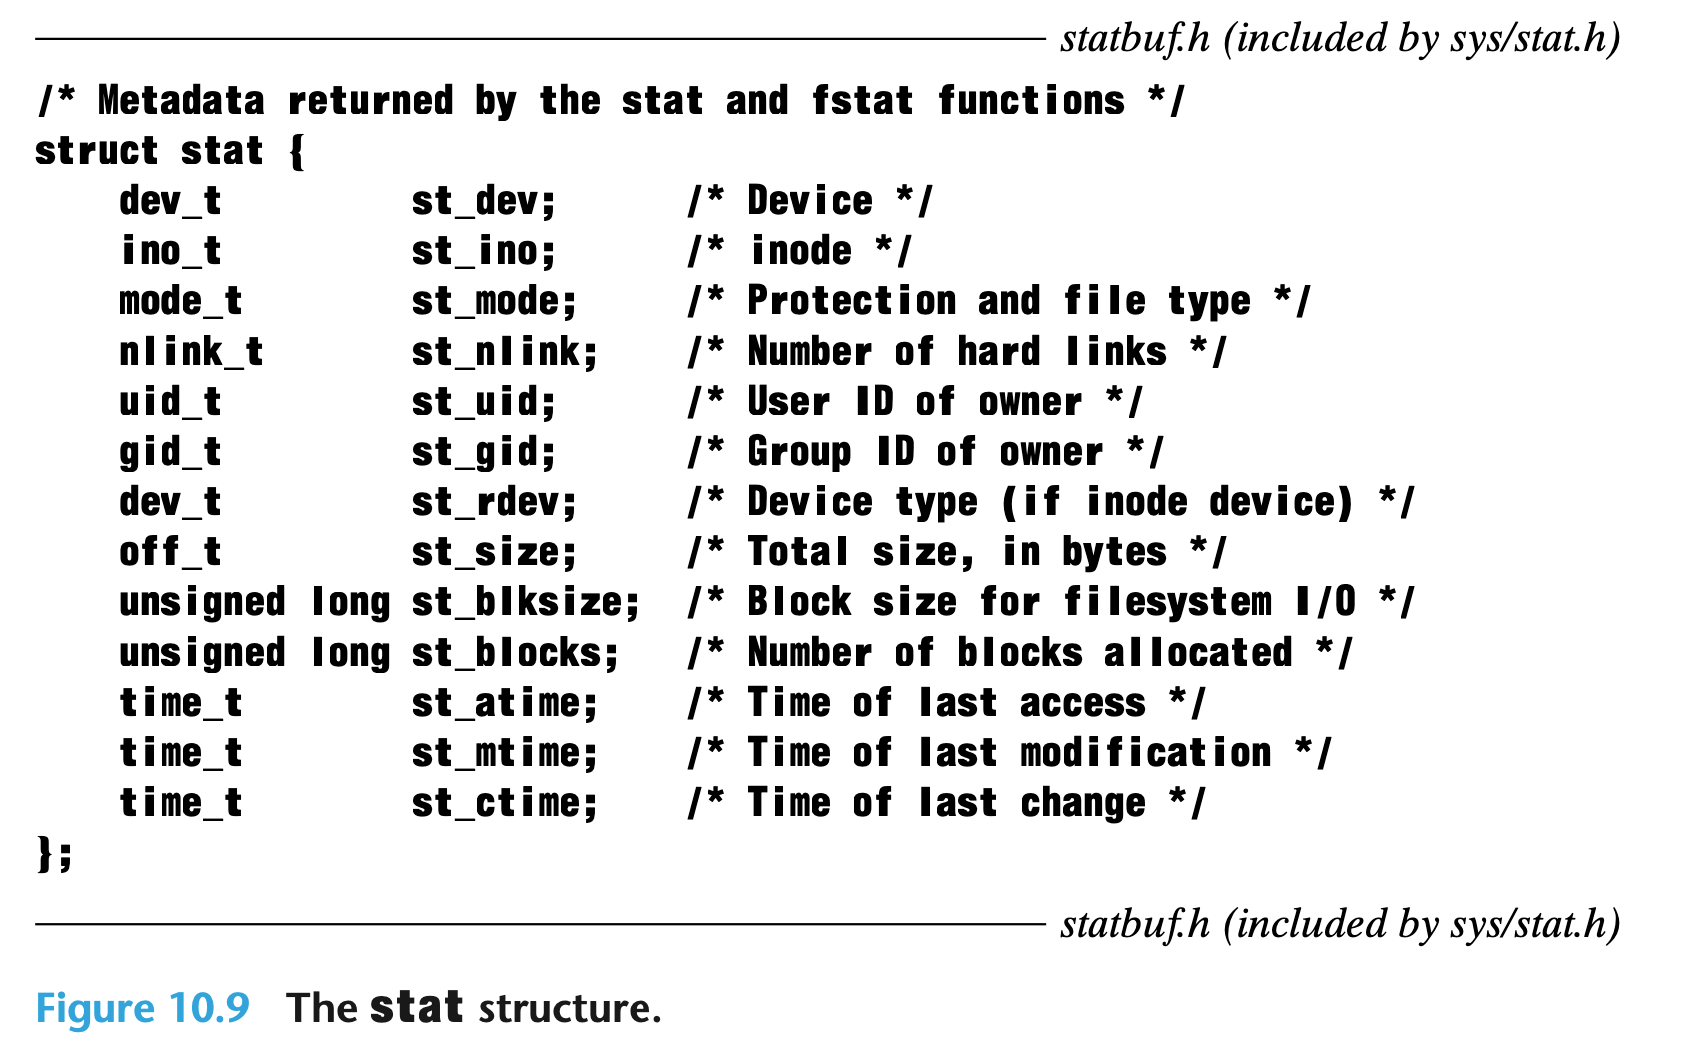 statbuf.h (included by sys/stat.h)
/* Metadata returned by the stat and fstat functions */
struct stat {
    dev_t         st_dev;      /* Device */
    ino_t         st_ino;      /* inode */
    mode_t        st_mode;     /* Protection and file type */
    nlink_t       st_nlink;    /* Number of hard links */
    uid_t         st_uid;      /* User ID of owner */
    gid_t         st_gid;      /* Group ID of owner */
    dev_t         st_rdev;     /* Device type (if inode device) */
    off_t         st_size;     /* Total size, in bytes */
    unsigned long st_blksize;  /* Block size for filesystem I/O */
    unsigned long st_blocks;   /* Number of blocks allocated */
    time_t        st_atime;    /* Time of last access */
    time_t        st_mtime;    /* Time of last modification */
    time_t        st_ctime;    /* Time of last change */
};
statbuf.h (included by sys/stat.h)
Figure 10.9 The stat structure.